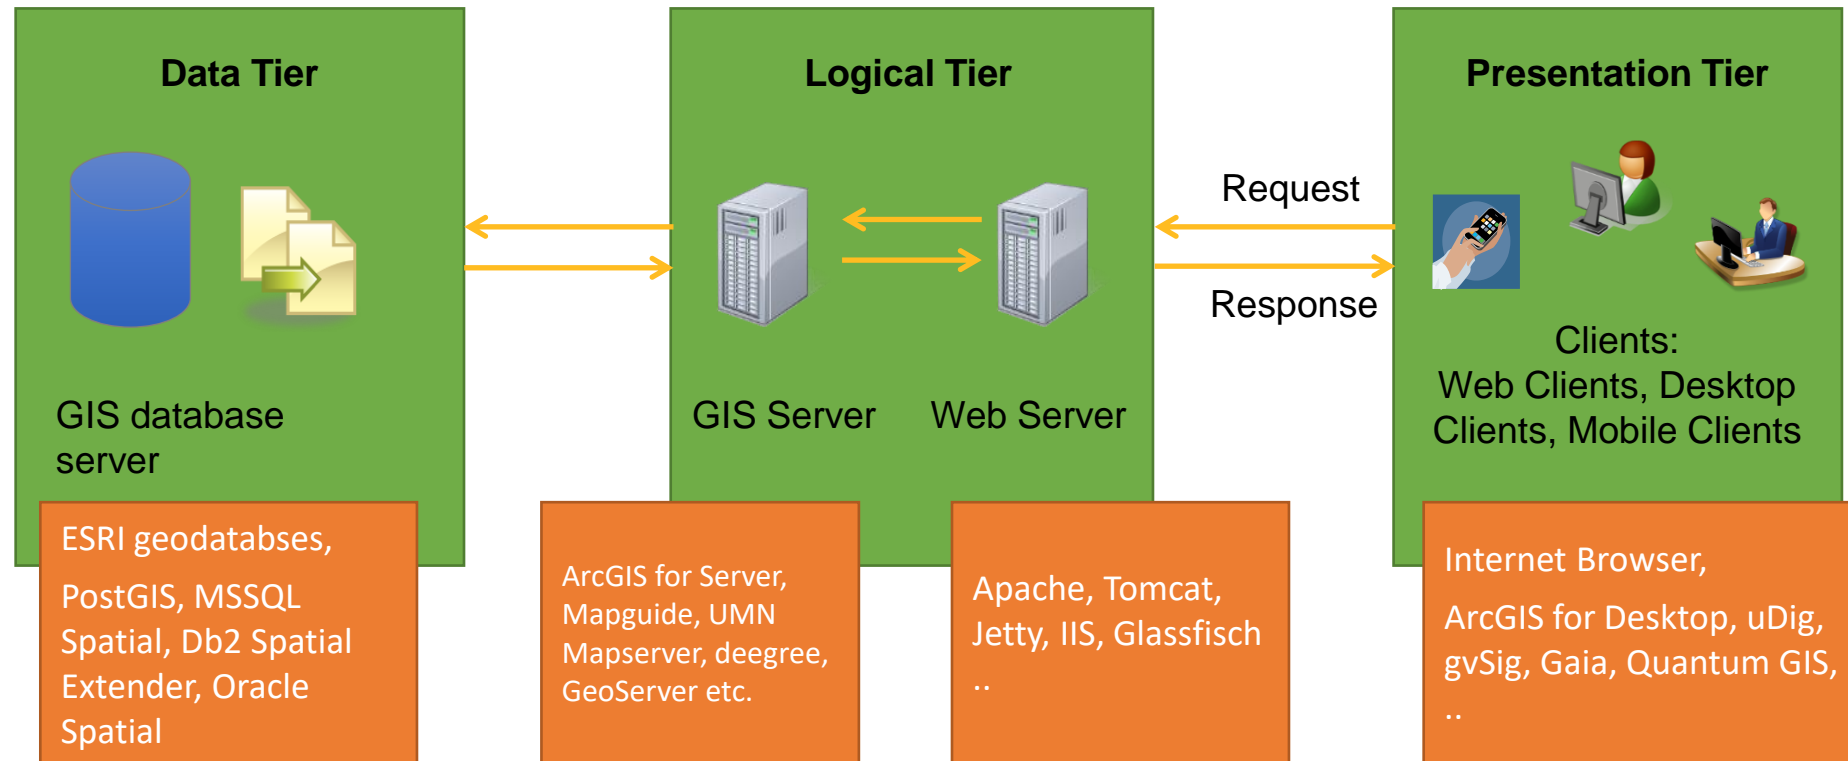 Data Tier
GIS database
server
ESRI geodatabses,
PostGIS, MSSQL
Spatial, Db2 Spatial
Extender, Oracle
Spatial
Logical Tier
GIS Server
Web Server
ArcGIS for Server,
Mapguide, UMN
Mapserver, deegree,
GeoServer etc.
Apache, Tomcat,
Jetty, IIS, Glassfisch
..
Request
Response
Presentation Tier
Clients:
Web Clients, Desktop
Clients, Mobile Clients
Internet Browser,
ArcGIS for Desktop, uDig,
gvSig, Gaia, Quantum GIS,
..